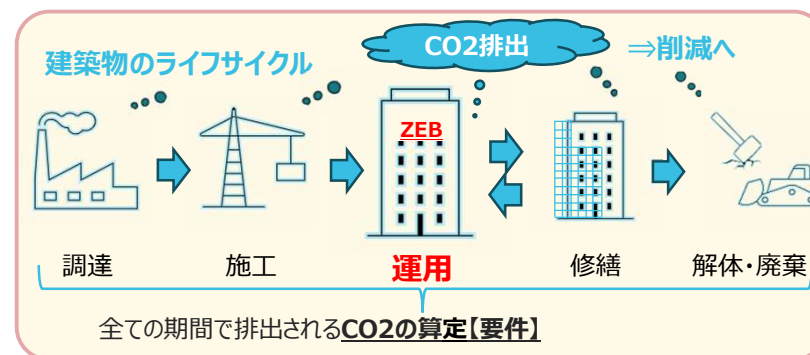 CO2排出
⇒削減へ
建築物のライフサイクル
ZEB
調達
施工
運用
修繕
解体・廃棄
全ての期間で排出されるCO2の算定【要件】